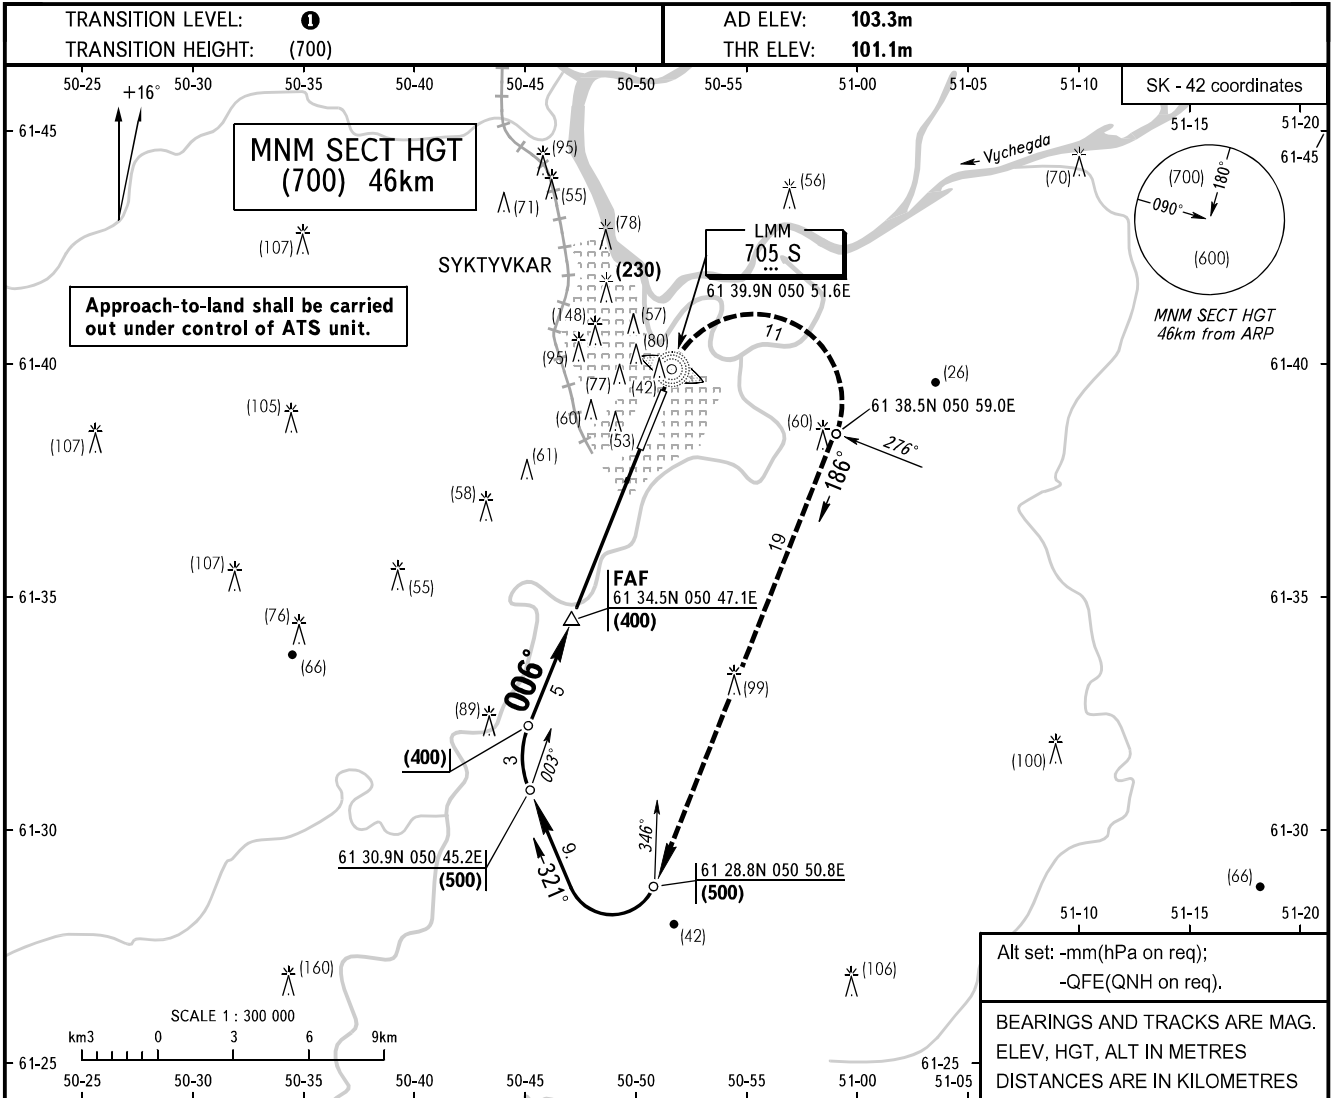 TRANSITION LEVEL: 1
TRANSITION HEIGHT: (700)
AD ELEV: 103.3m
THR ELEV: 101.1m
50-25 50-30 50-35 50-40 50-45 50-50 50-55 51-00 51-05 51-10
SK - 42 coordinates
51-15 51-20
+16°
61-45
61-45
MNM SECT HGT
(700) 46km
(95)
(55)
(71)
(56)
(70)
Vychegda
(700)
180°
090°
(600)
MNM SECT HGT
46km from ARP
(107)
(78)
SYKTYVKAR
(230)
LMM
705 S
61 39.9N 050 51.6E
Approach-to-land shall be carried
out under control of ATS unit.
(148)
(57)
11
(95)
(80)
61-40
61-40
(77)
(42)
(26)
(105)
(60)
(60)
61 38.5N 050 59.0E
(107)
(53)
276°
(61)
186°
(58)
19
(107)
(55)
FAF
61 34.5N 050 47.1E
(400)
61-35
61-35
(76)
(66)
006°
5
(99)
(89)
(400)
3
003°
(100)
61-30
61-30
346°
9.
321°
61 30.9N 050 45.2E
(500)
61 28.8N 050 50.8E
(500)
(66)
51-10 51-15 51-20
(42)
(160)
(106)
Alt set: -mm(hPa on req);
-QFE(QNH on req).
SCALE 1 : 300 000
km3 0 3 6 9km
BEARINGS AND TRACKS ARE MAG.
ELEV, HGT, ALT IN METRES
DISTANCES ARE IN KILOMETRES
61-25
61-25
50-25 50-30 50-35 50-40 50-45 50-50 50-55 51-00 51-05